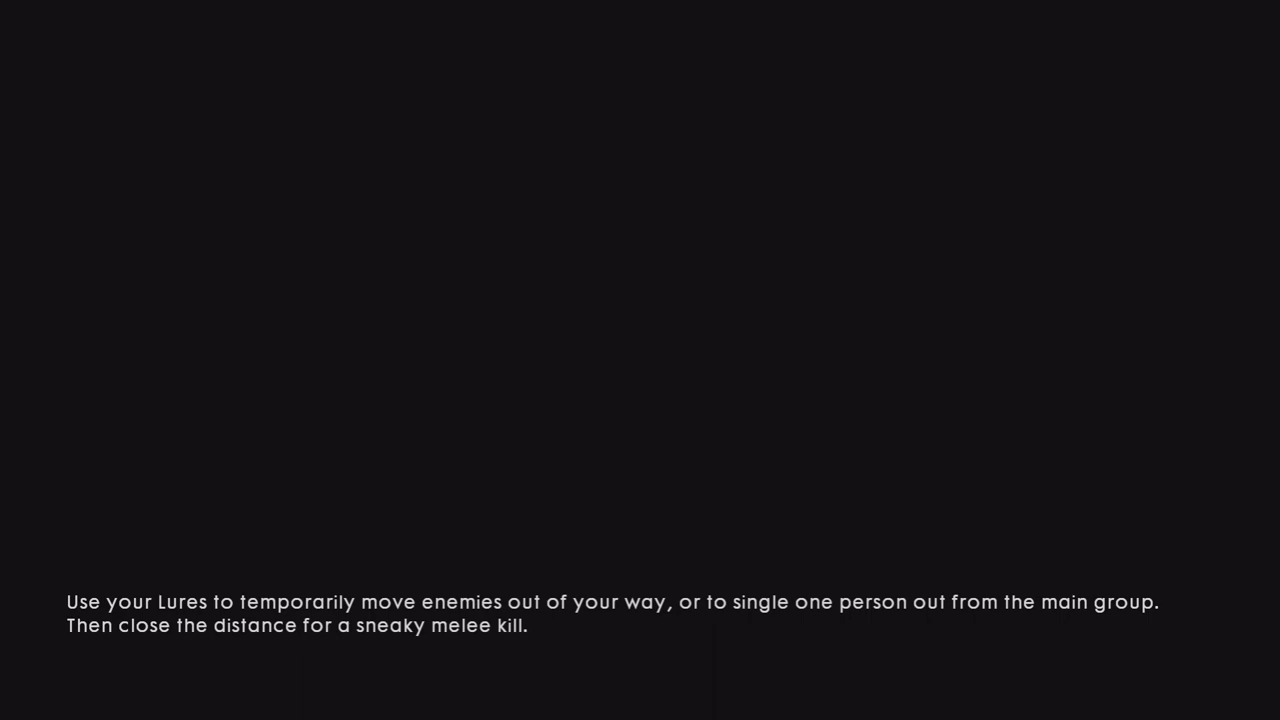 Use your Lures to temporarily move enemies out of your way, or to single one person out from the main group.
Then close the distance for a sneaky melee kill.